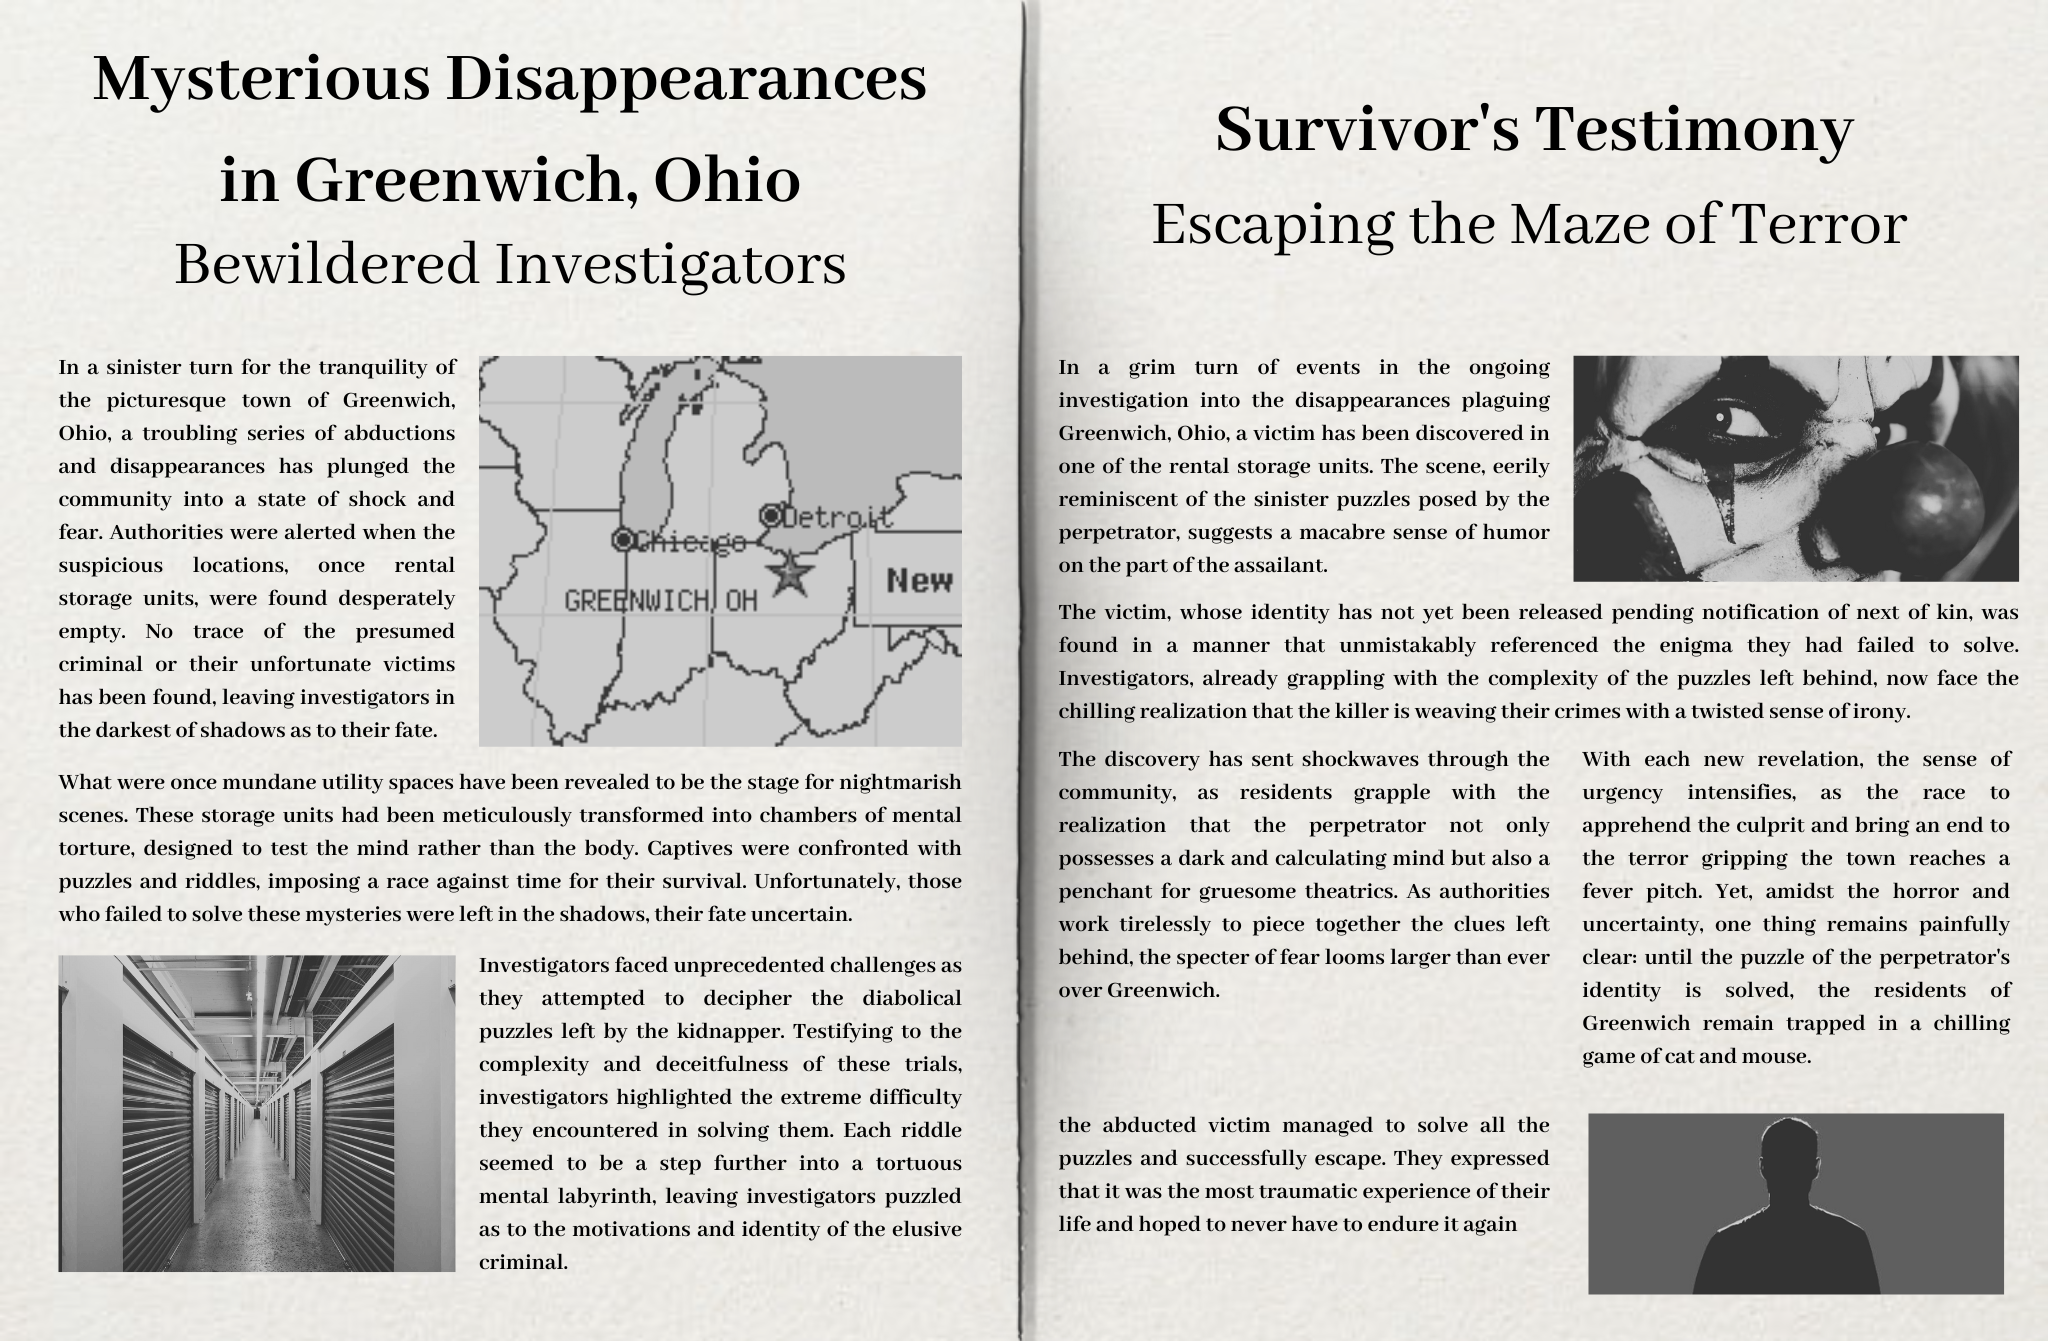 Mysterious Disappearances
in Greenwich, Ohio
Bewildered Investigators
In a sinister turn for the tranquility of
the picturesque town of Greenwich,
Ohio, a troubling series of abductions
and disappearances has plunged the
community into a state of shock and
fear. Authorities were alerted when the
suspicious locations, once rental
storage units, were found desperately
empty. No trace of the presumed
criminal or their unfortunate victims
has been found, leaving investigators in
the darkest of shadows as to their fate.
Detroit
Chicago
New
GREENWICH, OH
What were once mundane utility spaces have been revealed to be the stage for nightmarish
scenes. These storage units had been meticulously transformed into chambers of mental
torture, designed to test the mind rather than the body. Captives were confronted with
puzzles and riddles, imposing a race against time for their survival. Unfortunately, those
who failed to solve these mysteries were left in the shadows, their fate uncertain.
Investigators faced unprecedented challenges as
they attempted to decipher the diabolical
puzzles left by the kidnapper. Testifying to the
complexity and deceitfulness of these trials,
investigators highlighted the extreme difficulty
they encountered in solving them. Each riddle
seemed to be a step further into a tortuous
mental labyrinth, leaving investigators puzzled
as to the motivations and identity of the elusive
criminal.
Survivor's Testimony
Escaping the Maze of Terror
In a grim turn of events in the ongoing
investigation into the disappearances plaguing
Greenwich, Ohio, a victim has been discovered in
one of the rental storage units. The scene, eerily
reminiscent of the sinister puzzles posed by the
perpetrator, suggests a macabre sense of humor
on the part of the assailant.
The victim, whose identity has not yet been released pending notification of next of kin, was
found in a manner that unmistakably referenced the enigma they had failed to solve.
Investigators, already grappling with the complexity of the puzzles left behind, now face the
chilling realization that the killer is weaving their crimes with a twisted sense of irony.
The discovery has sent shockwaves through the
community, as residents grapple with the
realization that the perpetrator not only
possesses a dark and calculating mind but also a
penchant for gruesome theatrics. As authorities
work tirelessly to piece together the clues left
behind, the specter of fear looms larger than ever
over Greenwich.
With each new revelation, the sense of
urgency intensifies, as the race to
apprehend the culprit and bring an end to
the terror gripping the town reaches a
fever pitch. Yet, amidst the horror and
uncertainty, one thing remains painfully
clear: until the puzzle of the perpetrator's
identity is solved, the residents of
Greenwich remain trapped in a chilling
game of cat and mouse.
the abducted victim managed to solve all the
puzzles and successfully escape. They expressed
that it was the most traumatic experience of their
life and hoped to never have to endure it again